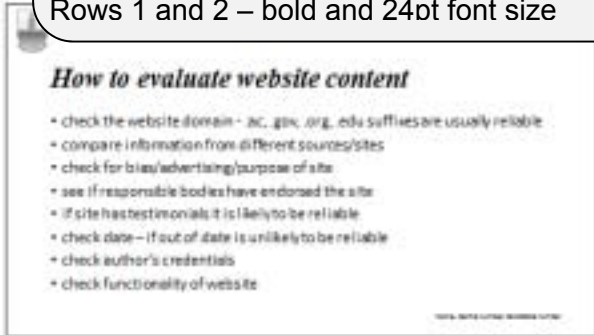 Rows 1 and 2 – bold and 24pt font size
How to evaluate website content
• check the website domain - .ac, .gov, .org, .edu suffixes are usually reliable
• compare information from different sources/sites
• check for bias/advertising/purpose of site
• see if responsible bodies have endorsed the site
• if site has testimonials it is likely to be reliable
• check date – if out of date is unlikely to be reliable
• check author's credentials
• check functionality of website